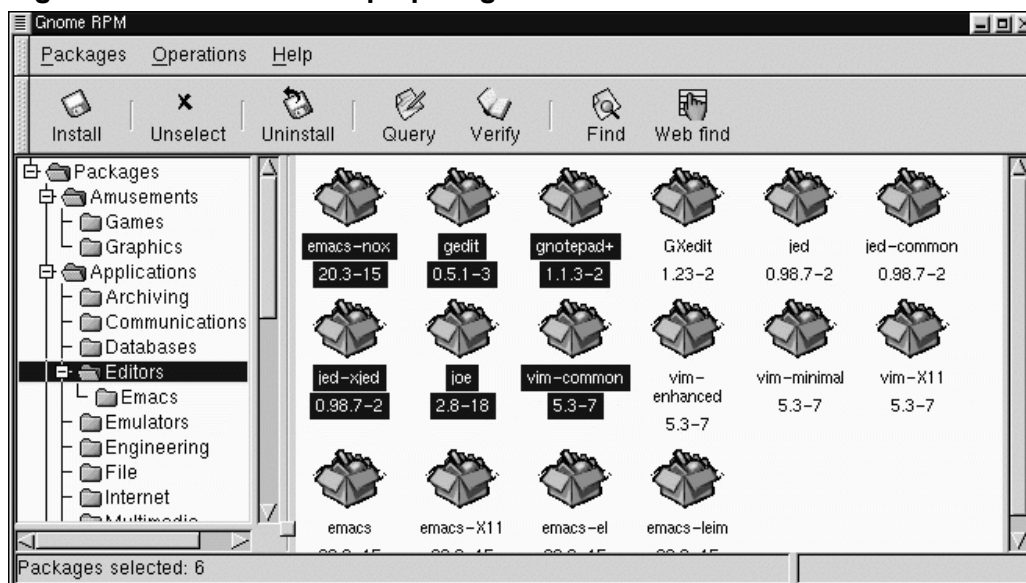 Gnome RPM
Packages Operations Help
Install Unselect Uninstall Query Verify Find Web find
Packages
Amusements
Games
Graphics
Applications
Archiving
Communications
Databases
Editors
Emacs
Emulators
Engineering
File
Internet
Multimedia
emacs-nox gedit gnotepad+ GXedit jed jed-common
20.3-15 0.5.1-3 1.1.3-2 1.23-2 0.98.7-2 0.98.7-2
jed-xjed joe vim-common vim-enhanced vim-minimal vim-X11
0.98.7-2 2.8-18 5.3-7 5.3-7 5.3-7 5.3-7
emacs emacs-X11 emacs-el emacs-leim
Packages selected: 6